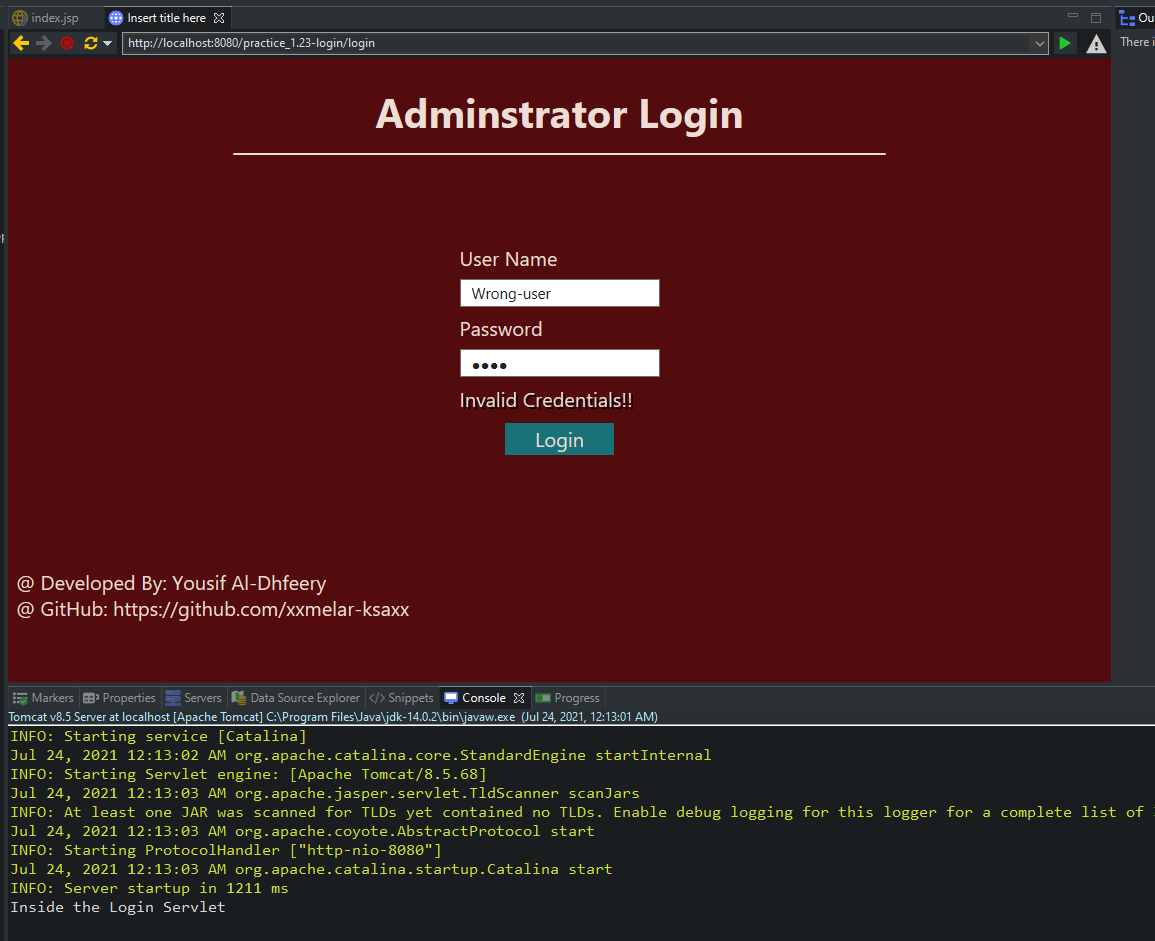 index.jsp
Insert title here
Ou
http://localhost:8080/practice_1.23-login/login
There i
Adminstrator Login
User Name
Wrong-user
Password
Invalid Credentials!!
Login
@ Developed By: Yousif Al-Dhfeery
@ GitHub: https://github.com/xxmelar-ksaxx
Markers
Properties
Servers
Data Source Explorer
</> Snippets
Console
Progress
Tomcat v8.5 Server at localhost [Apache Tomcat] C:\Program Files\Java\jdk-14.0.2\bin\javaw.exe (Jul 24, 2021, 12:13:01 AM)
INFO: Starting service [Catalina]
Jul 24, 2021 12:13:02 AM org.apache.catalina.core.StandardEngine startInternal
INFO: Starting Servlet engine: [Apache Tomcat/8.5.68]
Jul 24, 2021 12:13:03 AM org.apache.jasper.servlet.TldScanner scanJars
INFO: At least one JAR was scanned for TLDs yet contained no TLDs. Enable debug logging for this logger for a complete list of
Jul 24, 2021 12:13:03 AM org.apache.coyote.AbstractProtocol start
INFO: Starting ProtocolHandler ["http-nio-8080"]
Jul 24, 2021 12:13:03 AM org.apache.catalina.startup.Catalina start
INFO: Server startup in 1211 ms
Inside the Login Servlet